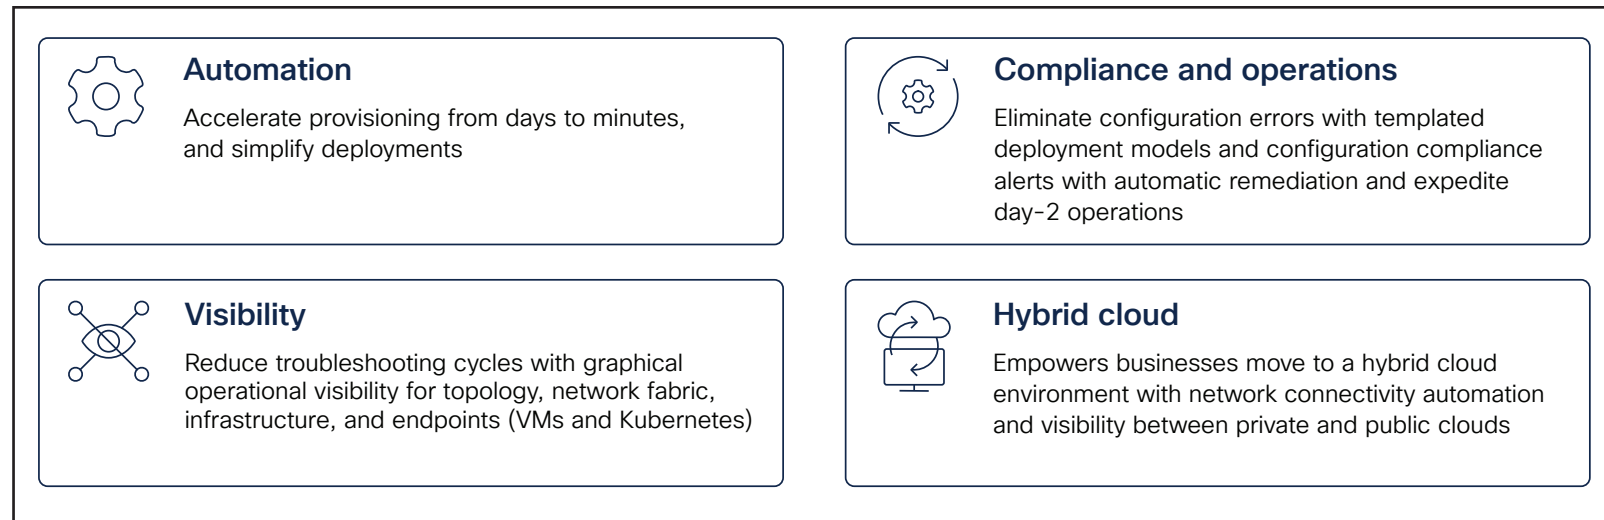 Automation
Accelerate provisioning from days to minutes,
and simplify deployments
Compliance and operations
Eliminate configuration errors with templated
deployment models and configuration compliance
alerts with automatic remediation and expedite
day-2 operations
Visibility
Reduce troubleshooting cycles with graphical
operational visibility for topology, network fabric,
infrastructure, and endpoints (VMs and Kubernetes)
Hybrid cloud
Empowers businesses move to a hybrid cloud
environment with network connectivity automation
and visibility between private and public clouds